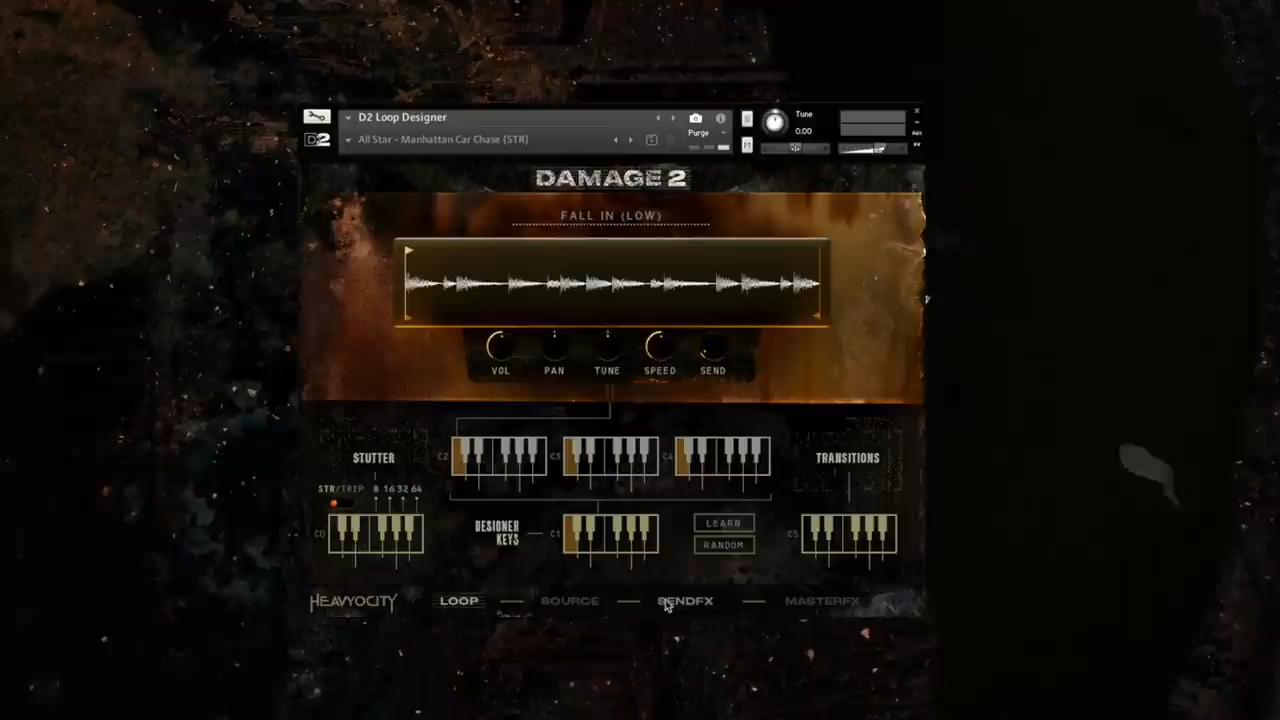 D2 Loop Designer
Purge
S
Tune
0.00
D2
All Star - Manhattan Car Chase (STR)
M
DAMAGE 2
FALL IN (LOW)
VOL PAN TUNE SPEED SEND
STUTTER
C2 C3 C4
TRANSITIONS
STR/TRIP 8 16 32 64
C0
DESIGNER
KEYS
C1
LEARN
RANDOM
C5
HEAVYOCITY LOOP SOURCE SENDFX MASTERFX